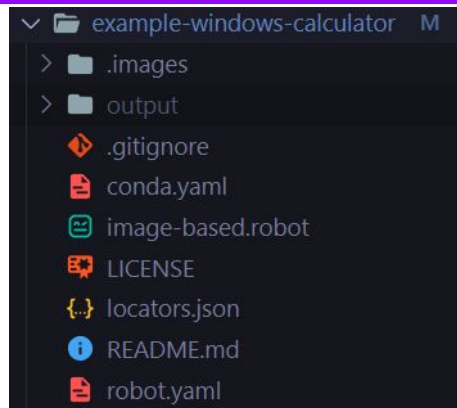 example-windows-calculator M
.images
output
.gitignore
conda.yaml
image-based.robot
LICENSE
locators.json
README.md
robot.yaml